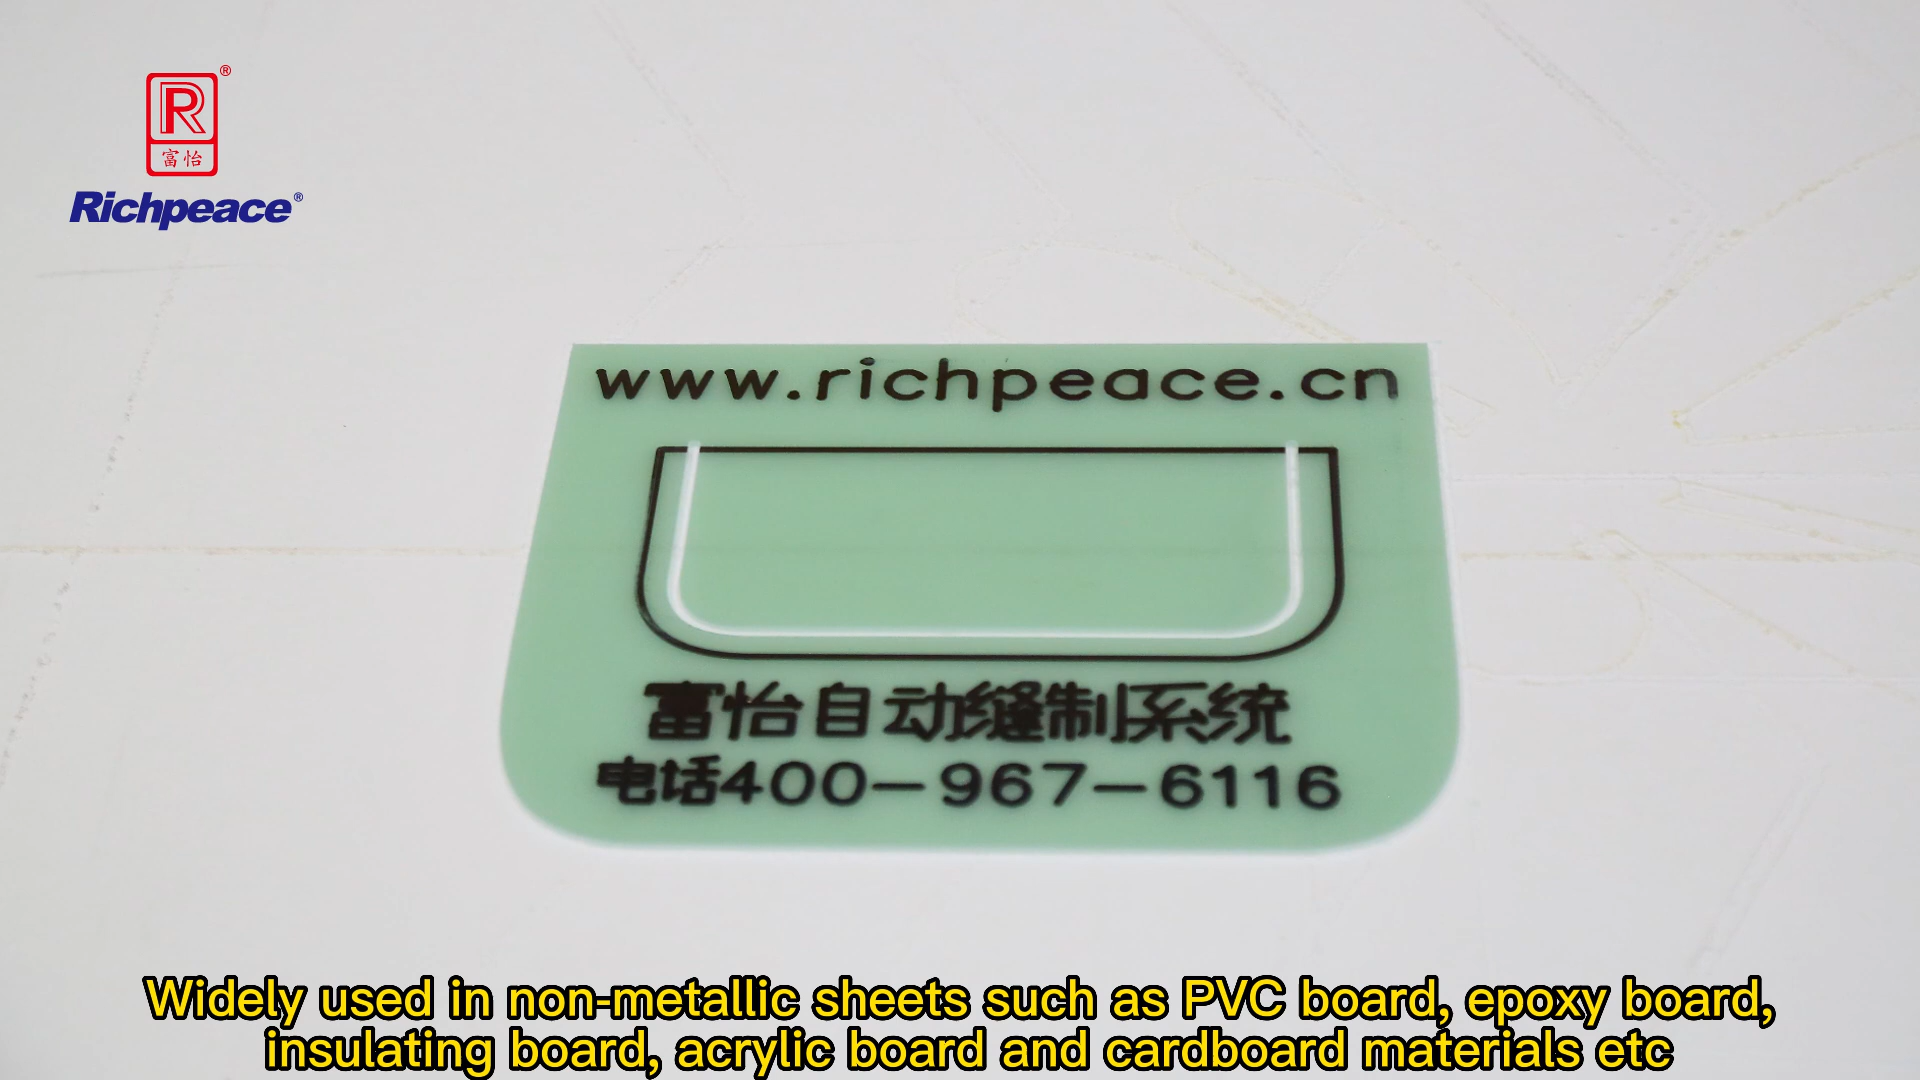 R®
富怡
Richpeace®
www.richpeace.cn
富怡自动缝制系统
电话400-967-6116
Widely used in non-metallic sheets such as PVC board, epoxy board,
insulating board, acrylic board and cardboard materials etc